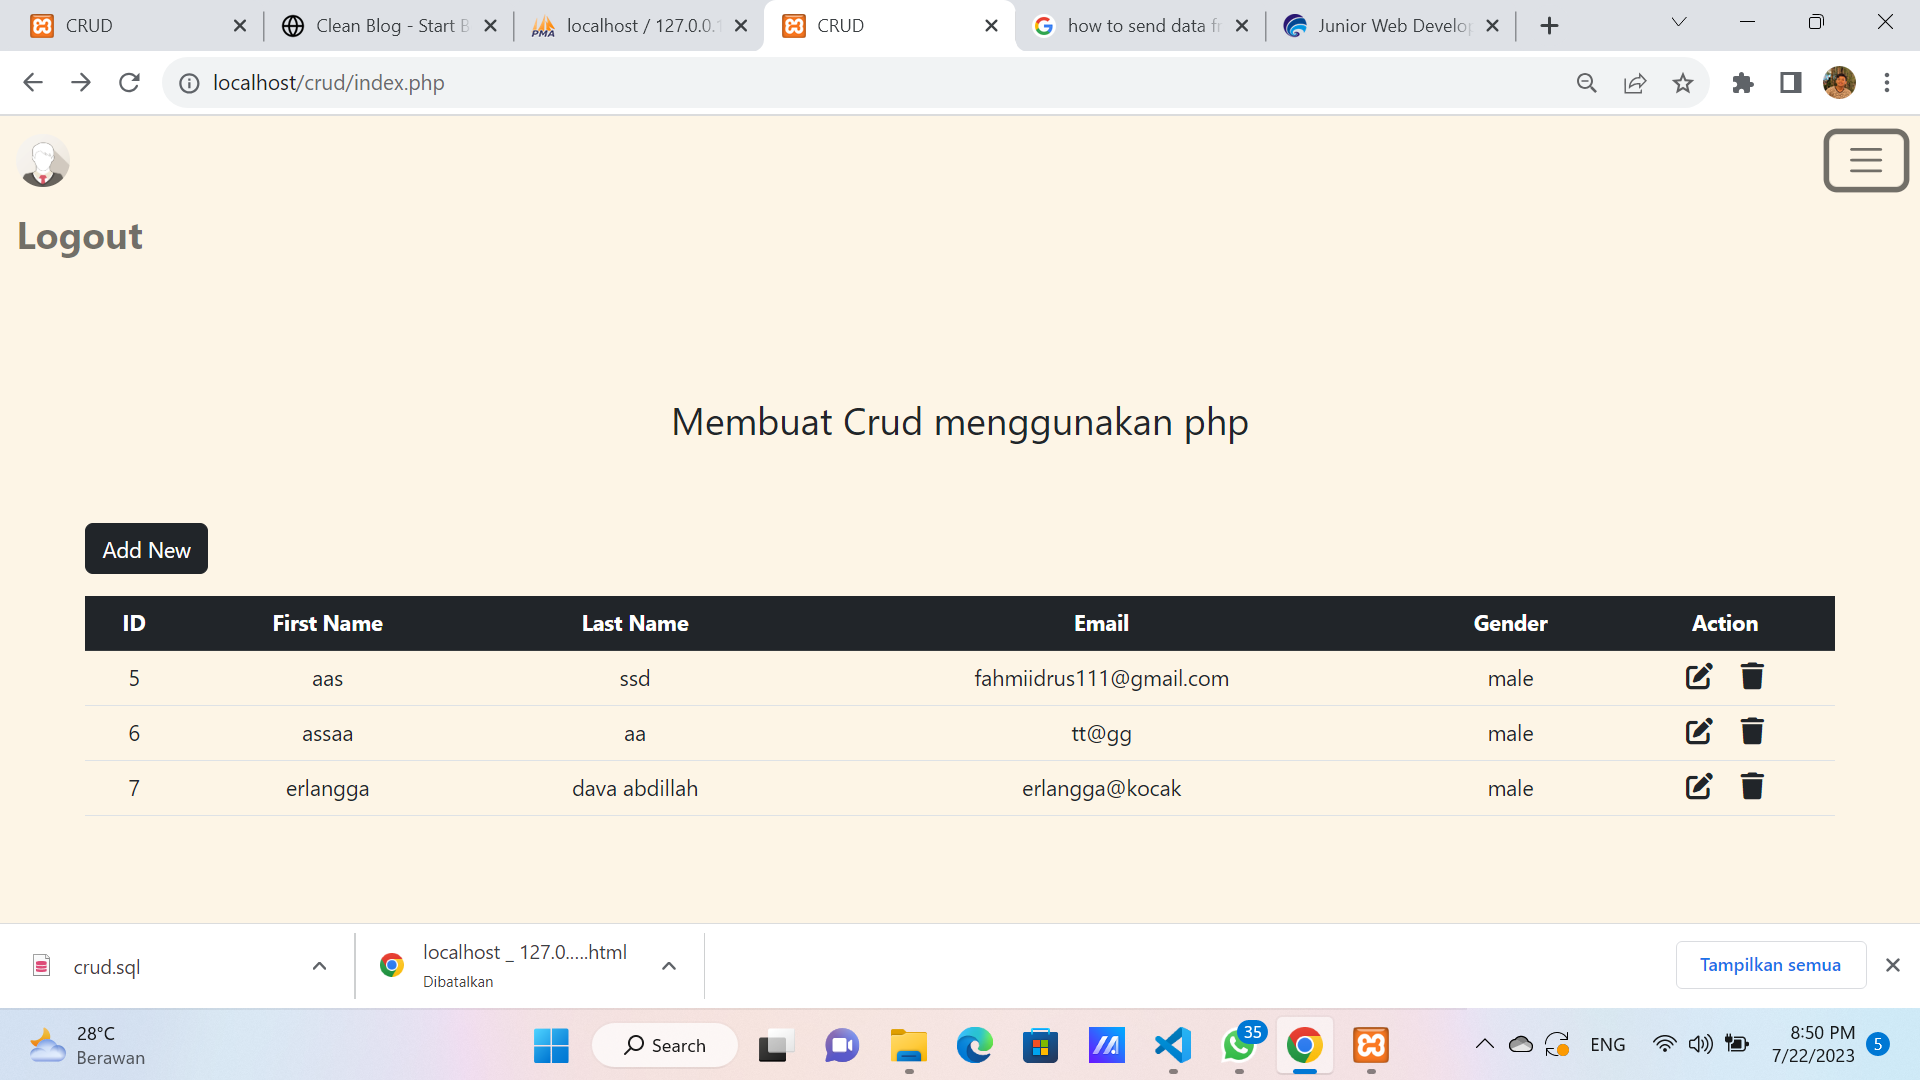 CRUD
Clean Blog - Start B
PMA
localhost / 127.0.0.1
CRUD
how to send data fr
Junior Web Develop
localhost/crud/index.php
Logout
Membuat Crud menggunakan php
Add New
ID First Name Last Name Email Gender Action
5 aas ssd fahmiidrus111@gmail.com male
6 assaa aa tt@gg male
7 erlangga dava abdillah erlangga@kocak male
crud.sql
localhost _ 127.0.....html
Dibatalkan
Tampilkan semua
28°C
Berawan
Search
35
ENG
8:50 PM
7/22/2023
5